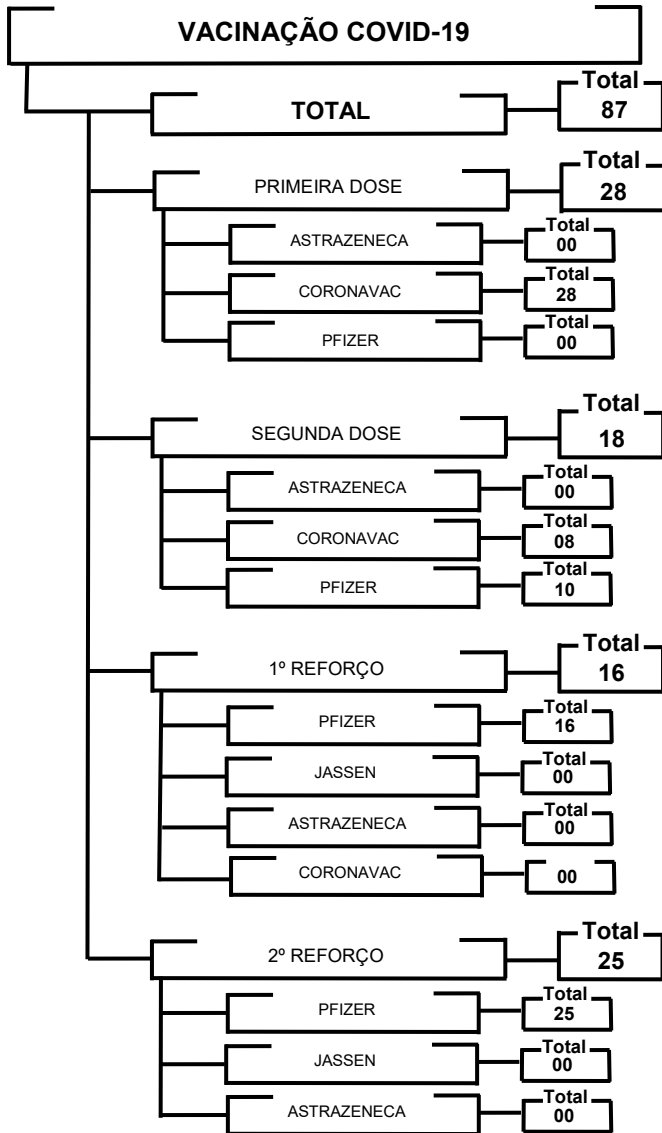 VACINAÇÃO COVID-19
TOTAL
Total
87
PRIMEIRA DOSE
Total
28
ASTRAZENECA
Total
00
CORONAVAC
Total
28
PFIZER
Total
00
SEGUNDA DOSE
Total
18
ASTRAZENECA
Total
00
CORONAVAC
Total
08
PFIZER
Total
10
1º REFORÇO
Total
16
PFIZER
Total
16
JASSEN
Total
00
ASTRAZENECA
Total
00
CORONAVAC
00
2º REFORÇO
Total
25
PFIZER
Total
25
JASSEN
Total
00
ASTRAZENECA
Total
00